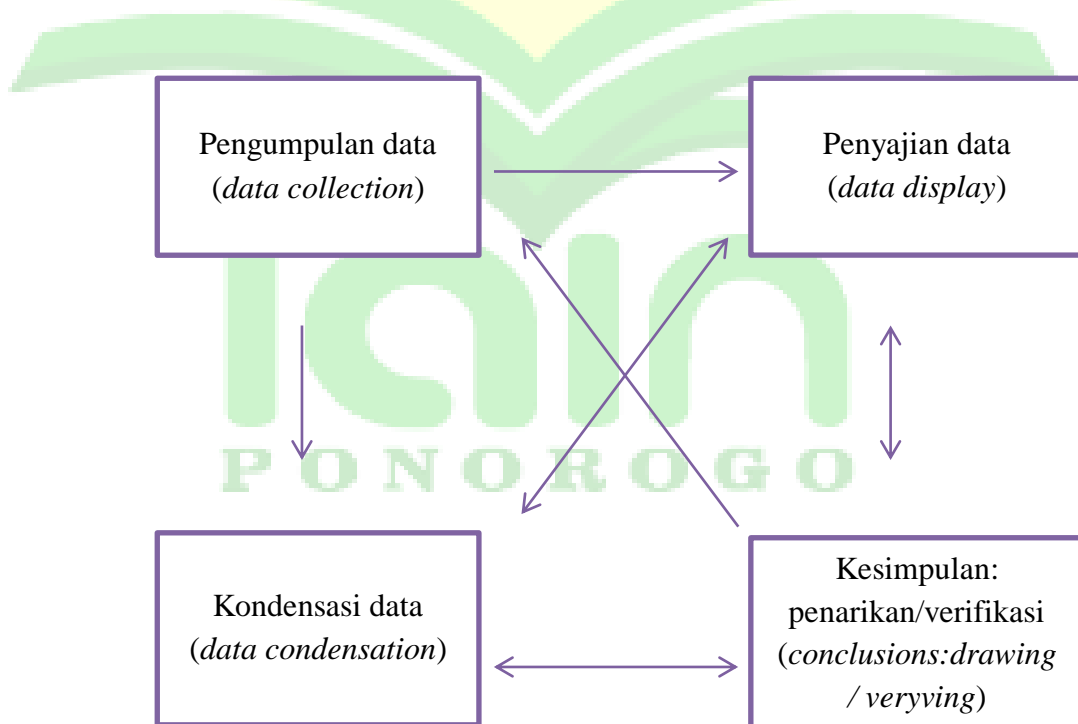 Pengumpulan data
(data collection)
Penyajian data
(data display)
iain
PONOROGO
Kondensasi data
(data condensation)
Kesimpulan:
penarikan/verifikasi
(conclusions:drawing
/ veryving)